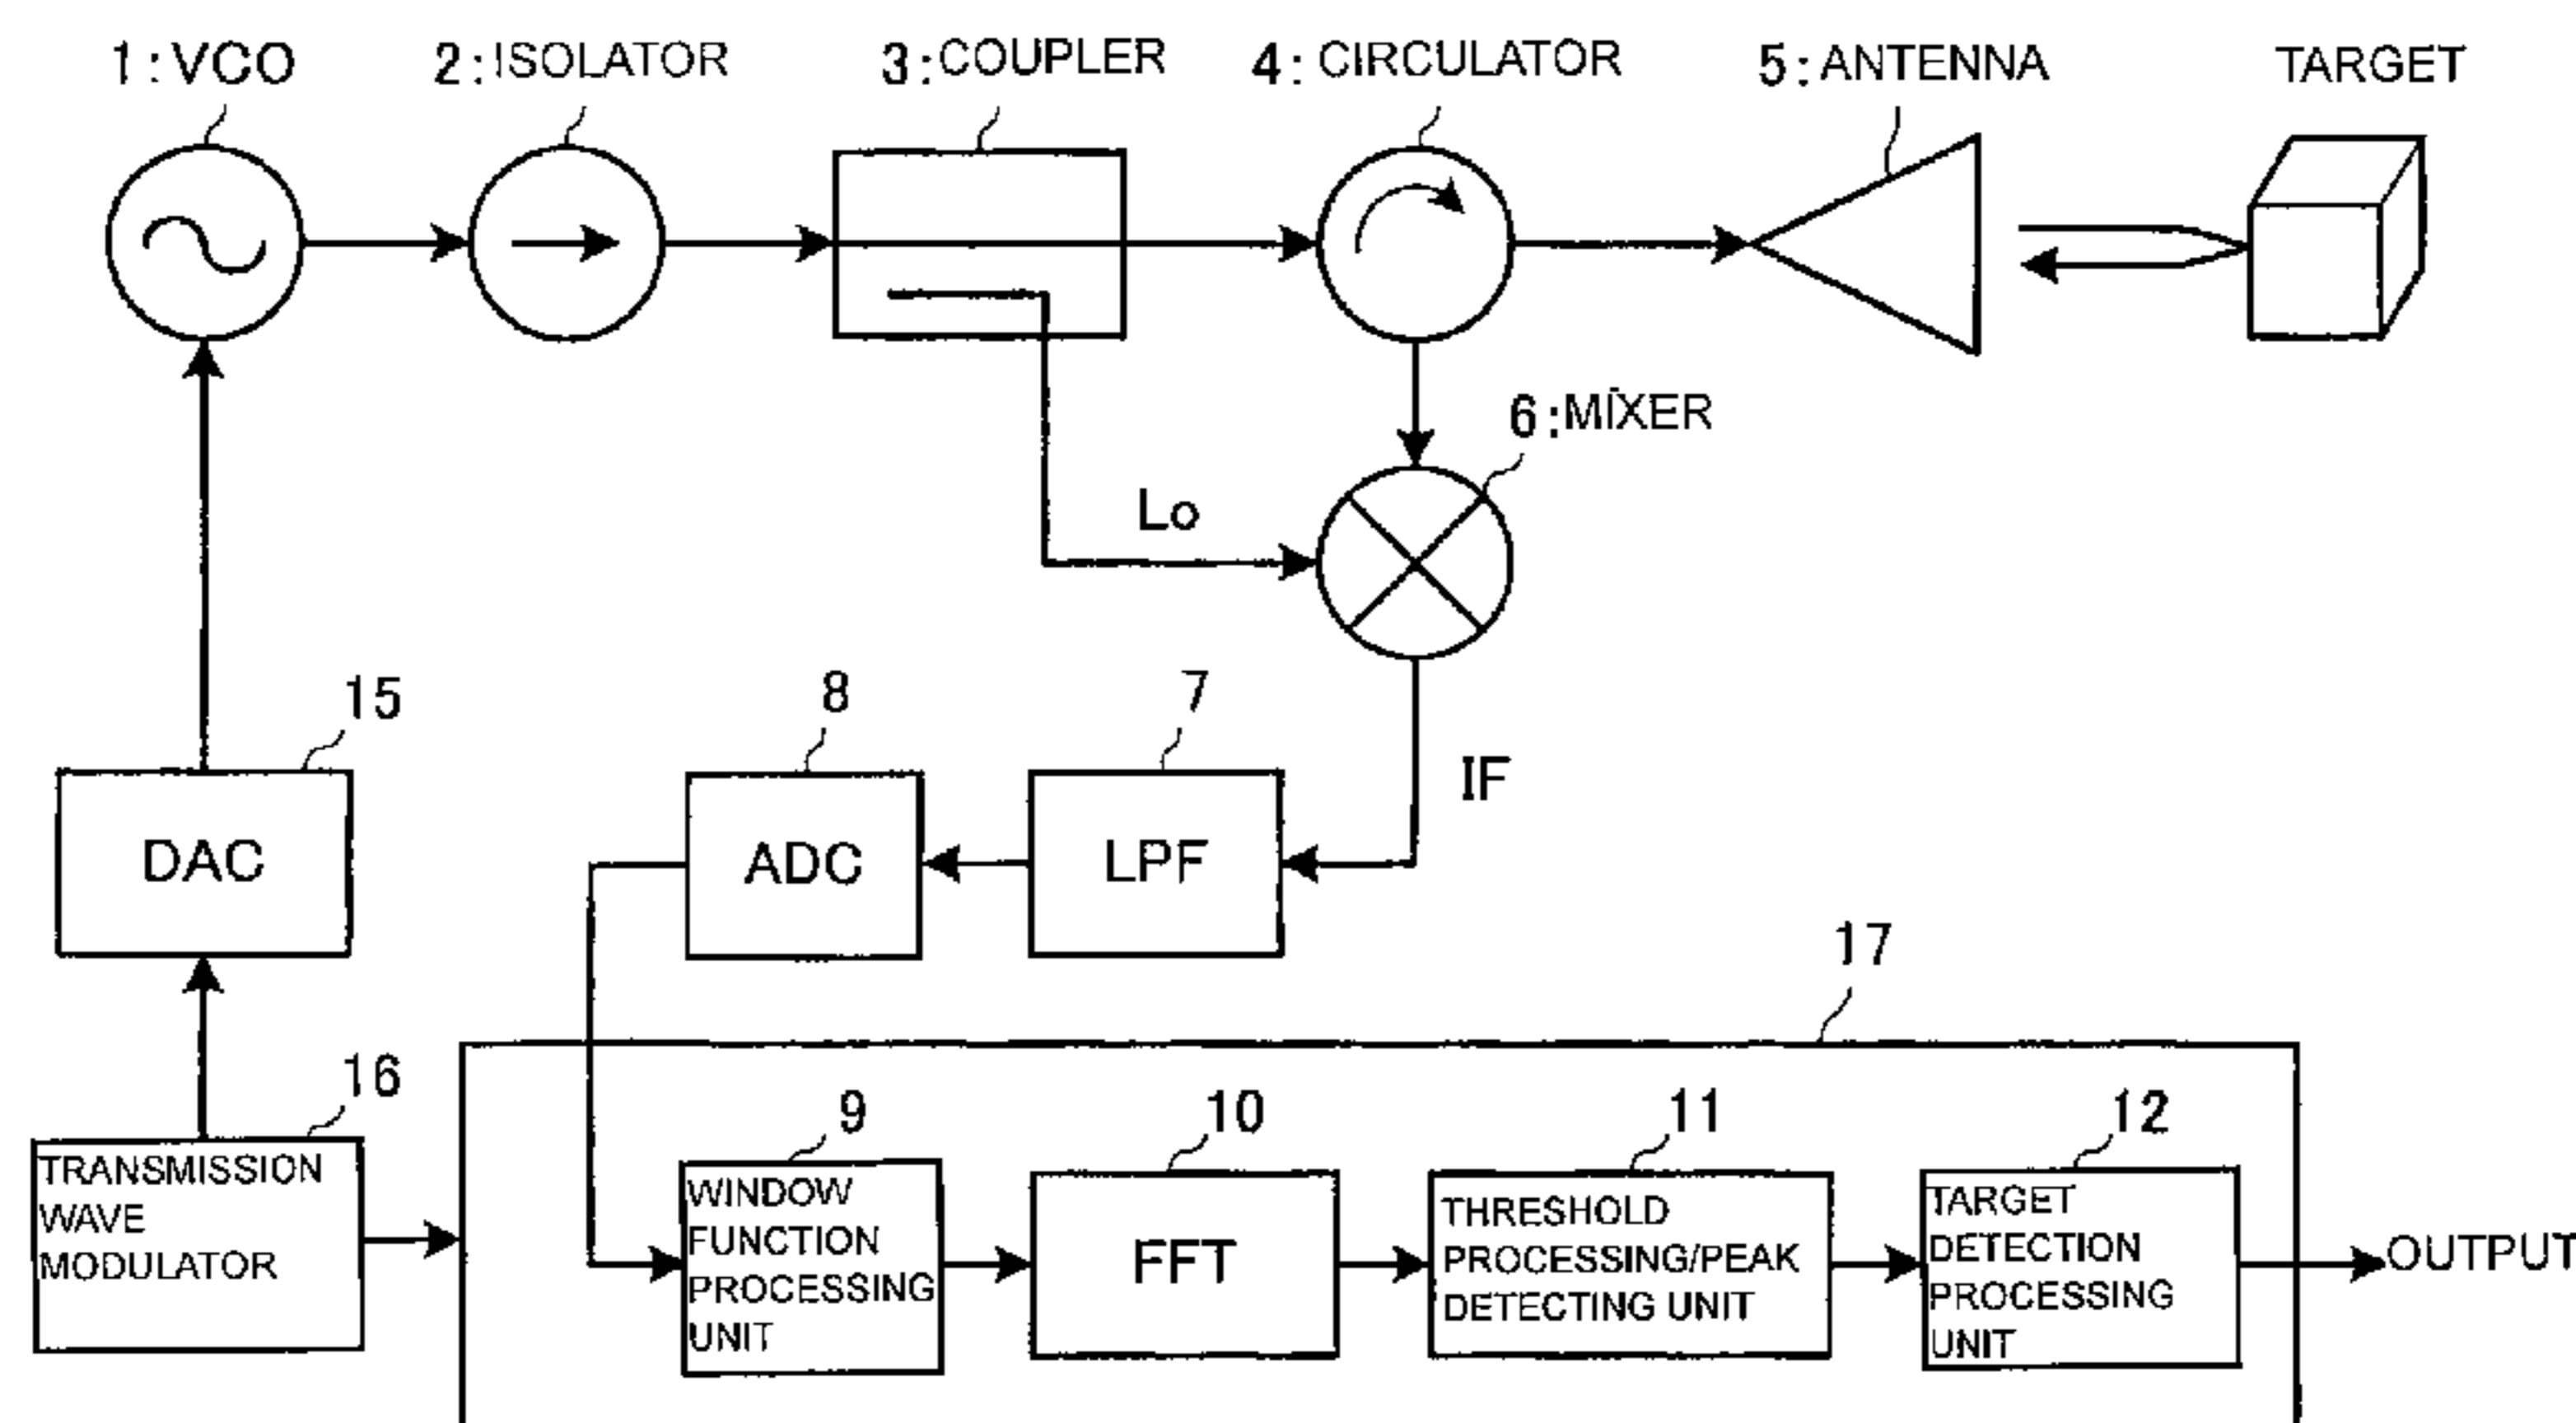 1:VCO
2:ISOLATOR
3:COUPLER
4: CIRCULATOR
5:ANTENNA
TARGET
6:MIXER
Lo
15
8
7
IF
DAC
ADC
LPF
17
16
TRANSMISSION
WAVE
MODULATOR
9
WINDOW
FUNCTION
PROCESSING
UNIT
10
FFT
11
THRESHOLD
PROCESSING/PEAK
DETECTING UNIT
12
TARGET
DETECTION
PROCESSING
UNIT
OUTPUT